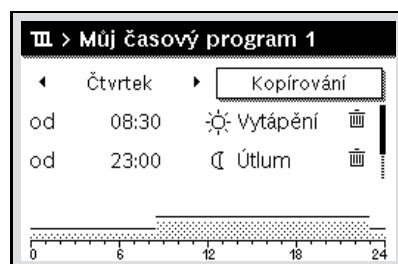 > Můj časový program 1
Čtvrtek Kopírování
od 08:30 Vytápění
od 23:00 Útlum
0 6 12 18 24